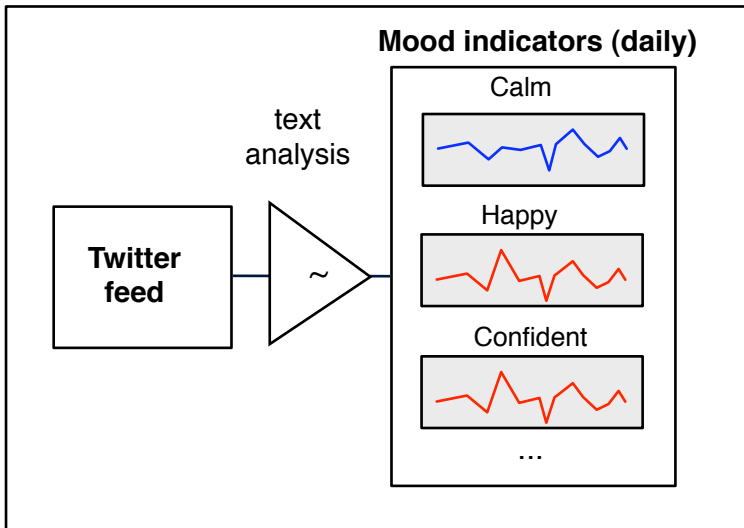 Mood indicators (daily)
Calm
text
analysis
Happy
Twitter
feed
~
Confident
...